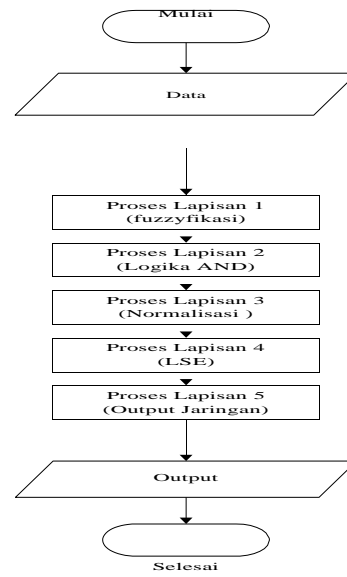 Mulai
Data
Proses Lapisan 1
(fuzzyfikasi)
Proses Lapisan 2
(Logika AND)
Proses Lapisan 3
(Normalisasi )
Proses Lapisan 4
(LSE)
Proses Lapisan 5
(Output Jaringan)
Output
Selesai